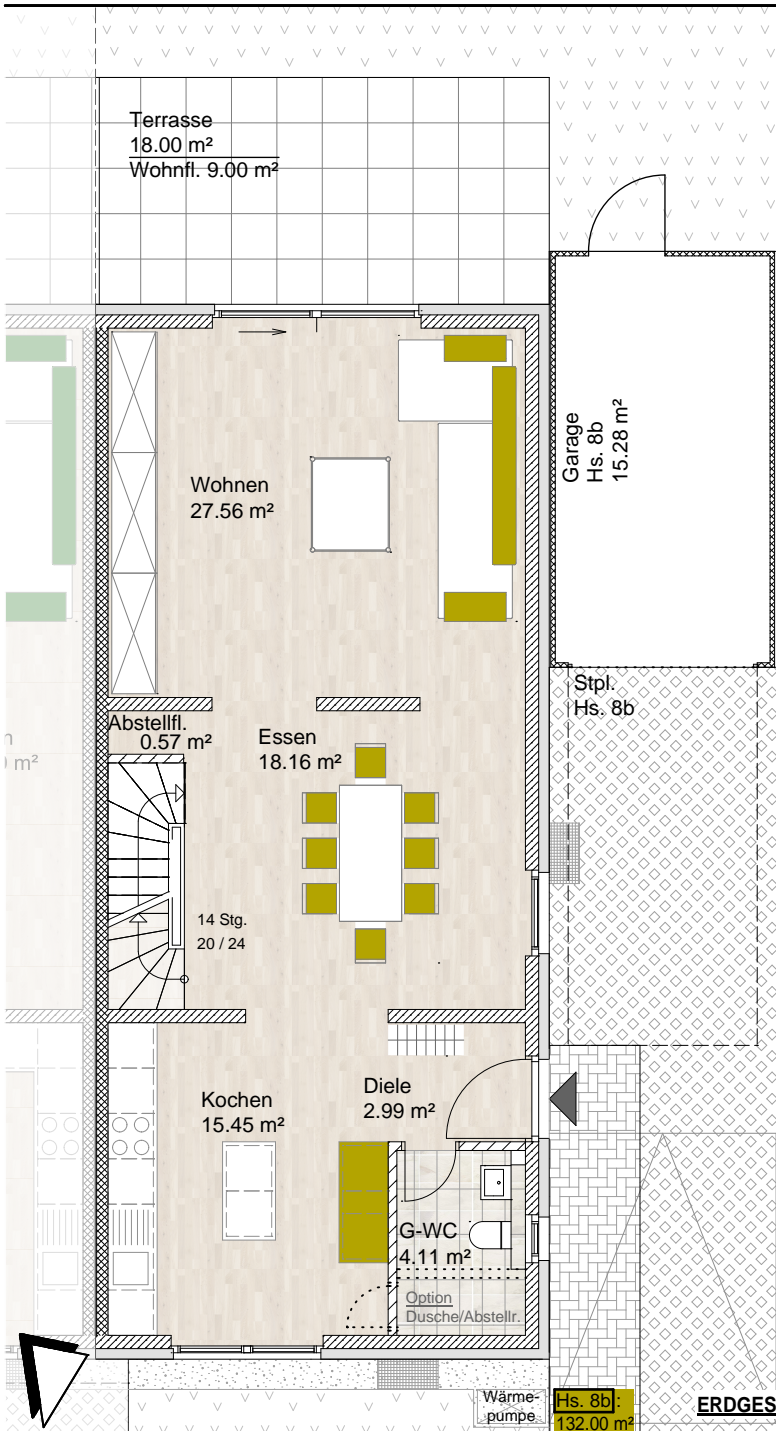 Terrasse
18.00 m²
Wohnfl. 9.00 m²
Garage
Hs. 8b
15.28 m²
Wohnen
27.56 m²
Stpl.
Hs. 8b
Abstellfl.
0.57 m²
Essen
18.16 m²
n
m²
14 Stg.
20 / 24
Kochen
15.45 m²
Diele
2.99 m²
G-WC
4.11 m²
Option
Dusche/Abstellr.
Wärme-
pumpe
Hs. 8b :
132.00 m²
ERDGES